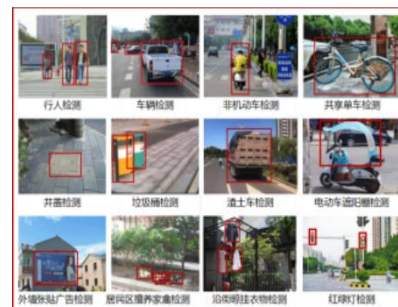 行人检测
车辆检测
非机动车检测
共享单车检测
井盖检测
垃圾桶检测
渣土车检测
电动车遮阳棚检测
外墙张贴广告检测
居民区擅养家禽检测
沿街晾挂衣物检测
红绿灯检测